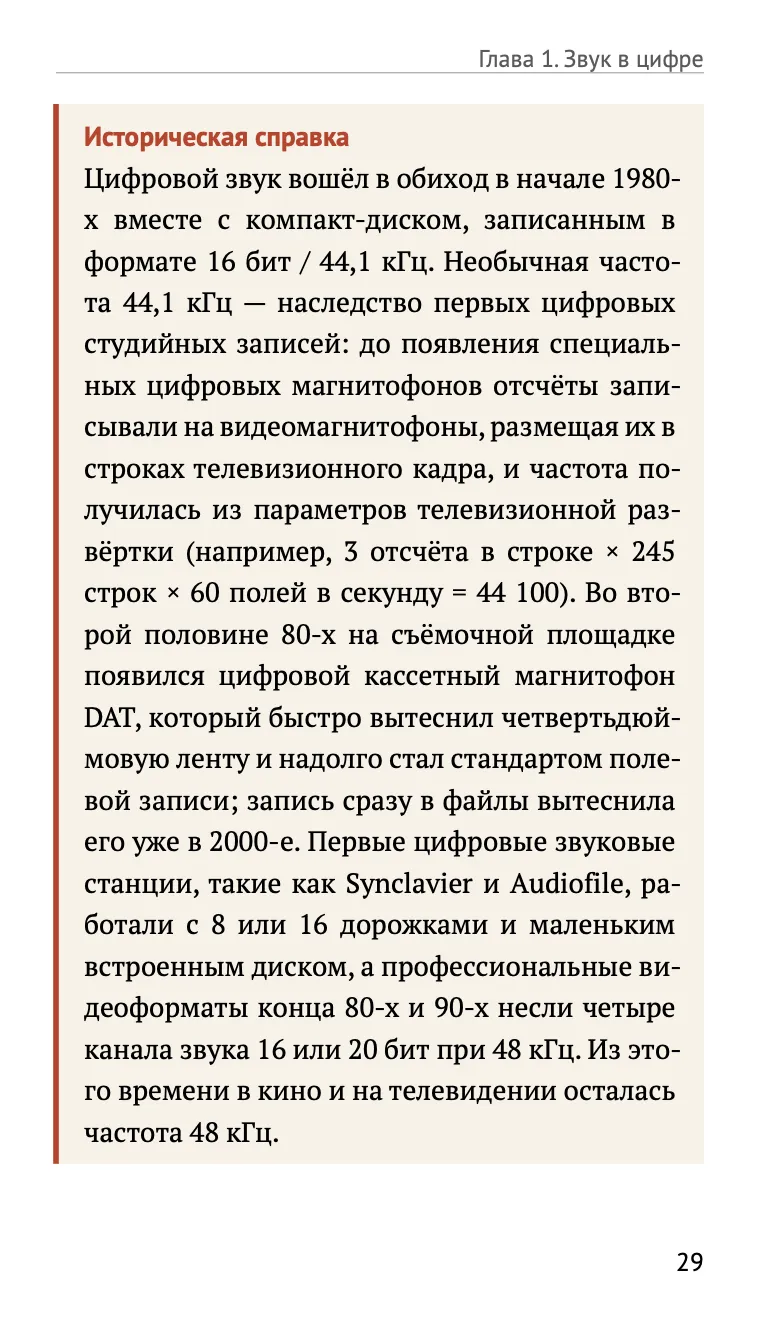 Глава 1. Звук в цифре
Историческая справка
Цифровой звук вошёл в обиход в начале 1980-
х вместе с компакт-диском, записанным в
формате 16 бит / 44,1 кГц. Необычная часто-
та 44,1 кГц — наследство первых цифровых
студийных записей: до появления специаль-
ных цифровых магнитофонов отсчёты запи-
сывали на видеомагнитофоны, размещая их в
строках телевизионного кадра, и частота по-
лучилась из параметров телевизионной раз-
вёртки (например, 3 отсчёта в строке × 245
строк × 60 полей в секунду = 44 100). Во вто-
рой половине 80-х на съёмочной площадке
появился цифровой кассетный магнитофон
DAT, который быстро вытеснил четвертьдюй-
мовую ленту и надолго стал стандартом поле-
вой записи; запись сразу в файлы вытеснила
его уже в 2000-е. Первые цифровые звуковые
станции, такие как Synclavier и Audiofile, ра-
ботали с 8 или 16 дорожками и маленьким
встроенным диском, а профессиональные ви-
деоформаты конца 80-х и 90-х несли четыре
канала звука 16 или 20 бит при 48 кГц. Из это-
го времени в кино и на телевидении осталась
частота 48 кГц.
29